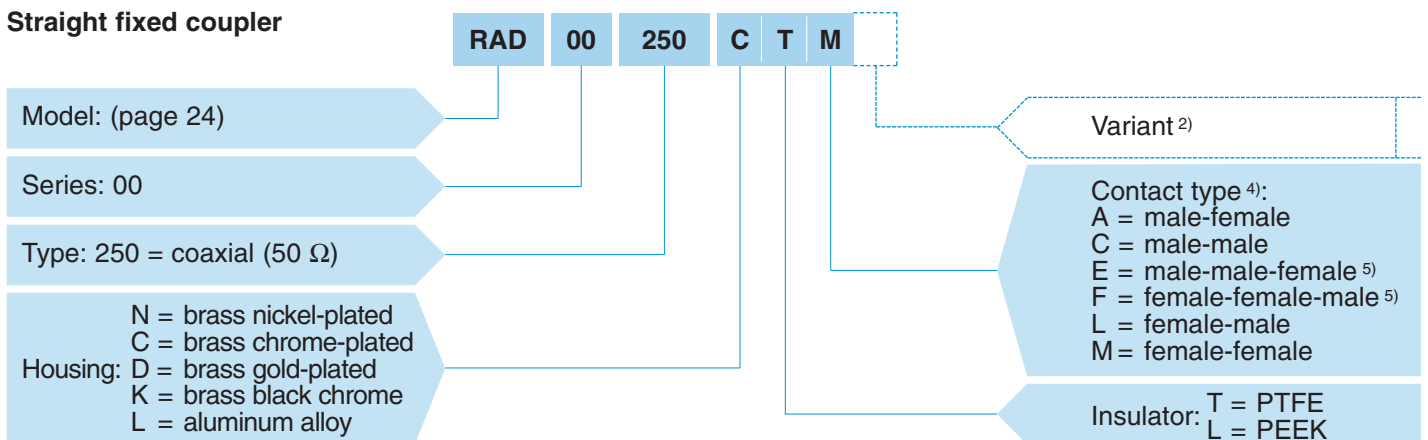 Straight fixed coupler
RAD 00 250 C T M
Model: (page 24)
Series: 00
Type: 250 = coaxial (50 Ω)
Housing:
N = brass nickel-plated
C = brass chrome-plated
D = brass gold-plated
K = brass black chrome
L = aluminum alloy
Variant 2)
Contact type 4):
A = male-female
C = male-male
E = male-male-female 5)
F = female-female-male 5)
L = female-male
M = female-female
Insulator:
T = PTFE
L = PEEK